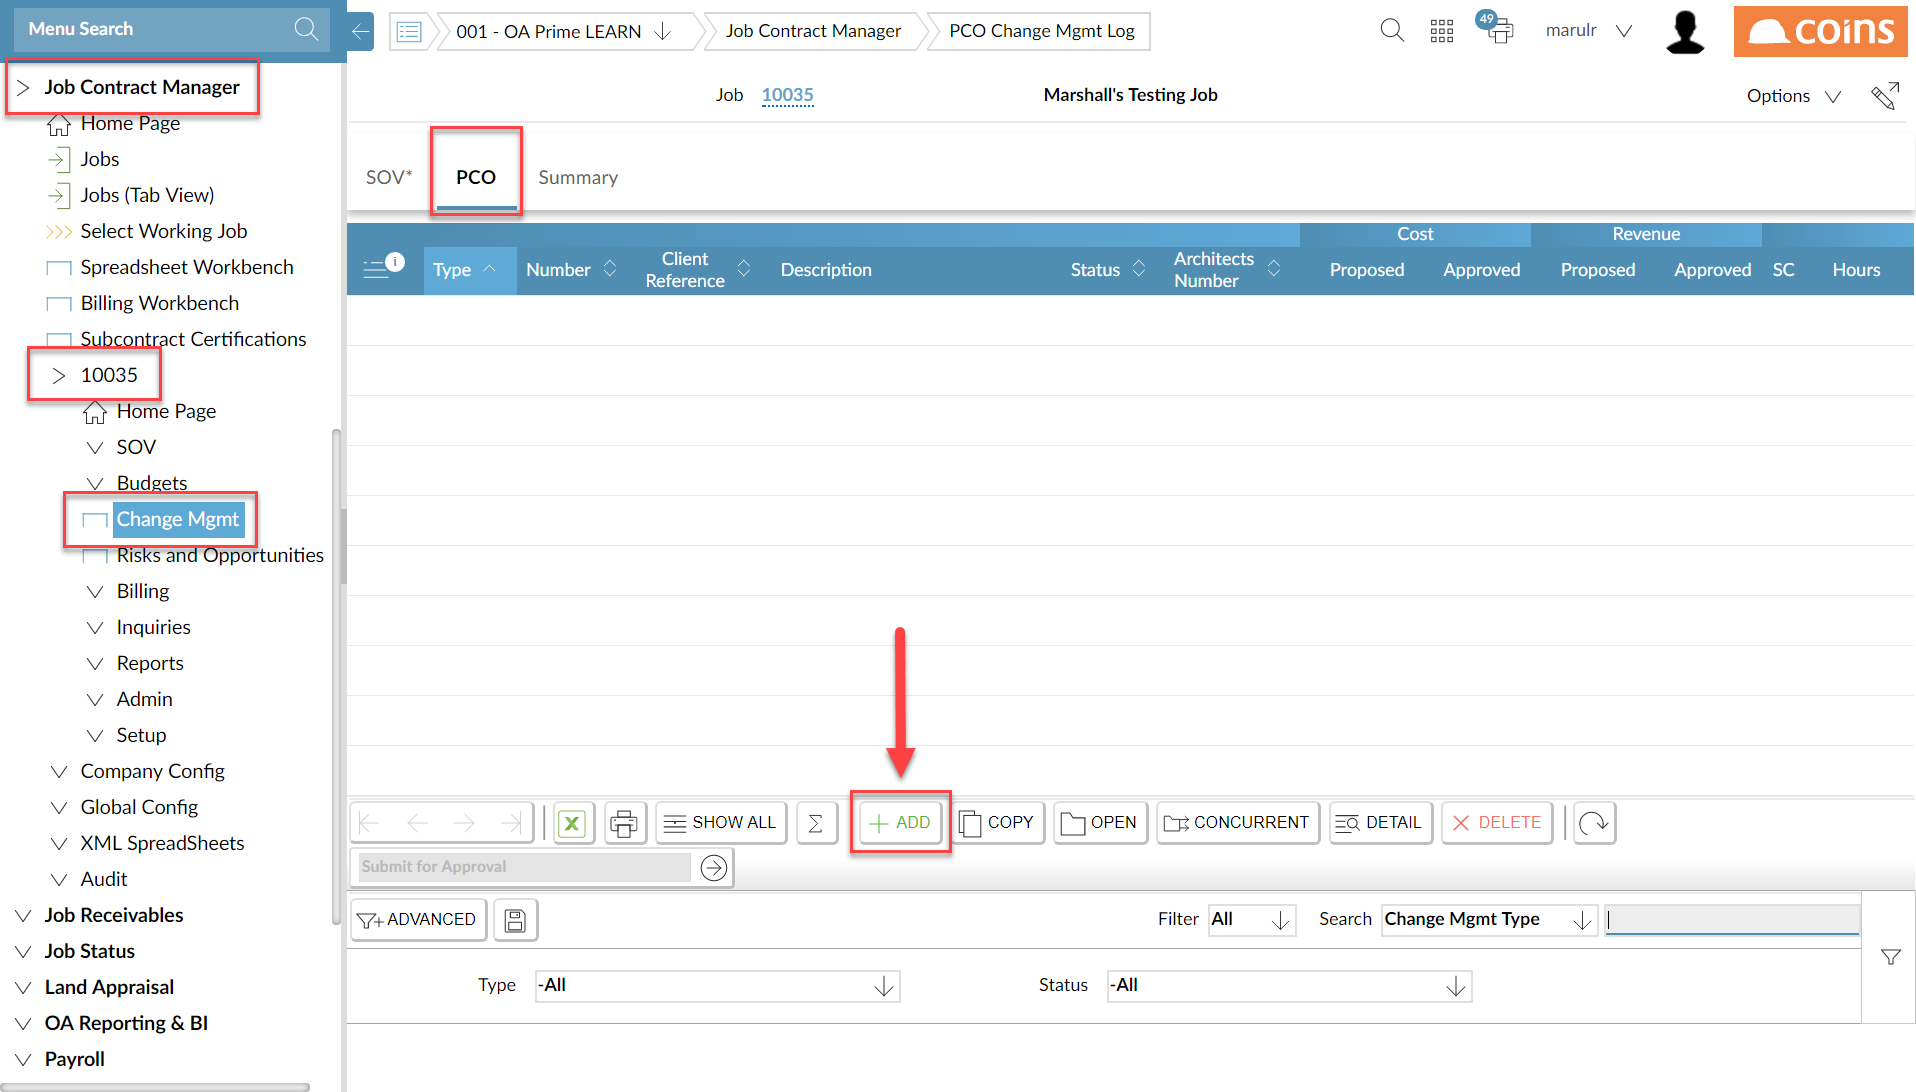 Menu Search
001 - OA Prime LEARN
Job Contract Manager
PCO Change Mgmt Log
49
marulr
coins
Job Contract Manager
Home Page
Jobs
Jobs (Tab View)
Select Working Job
Spreadsheet Workbench
Billing Workbench
Subcontract Certifications
10035
Home Page
SOV
Budgets
Change Mgmt
Risks and Opportunities
Billing
Inquiries
Reports
Admin
Setup
Company Config
Global Config
XML SpreadSheets
Audit
Job Receivables
Job Status
Land Appraisal
OA Reporting & BI
Payroll
Job 10035 Marshall's Testing Job
Options
SOV* PCO Summary
Cost Revenue
i
Type Number Client Reference Description Status Architects Number Proposed Approved Proposed Approved SC Hours
X SHOW ALL Σ ADD COPY OPEN CONCURRENT DETAIL DELETE
Submit for Approval
ADVANCED Filter All Search Change Mgmt Type
Type -All Status -All